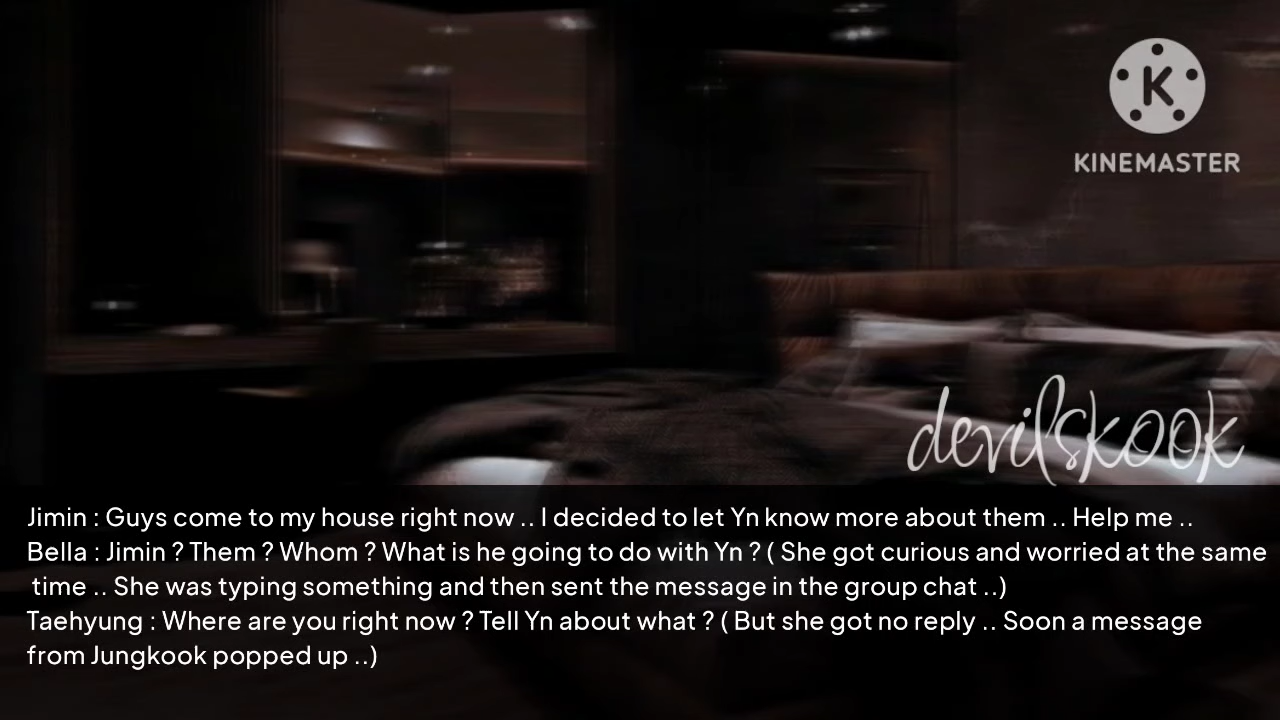 KINEMASTER
devilskook
Jimin : Guys come to my house right now .. I decided to let Yn know more about them .. Help me ..
Bella : Jimin ? Them ? Whom ? What is he going to do with Yn ? ( She got curious and worried at the same
time .. She was typing something and then sent the message in the group chat ..)
Taehyung : Where are you right now ? Tell Yn about what ? ( But she got no reply .. Soon a message
from Jungkook popped up ..)